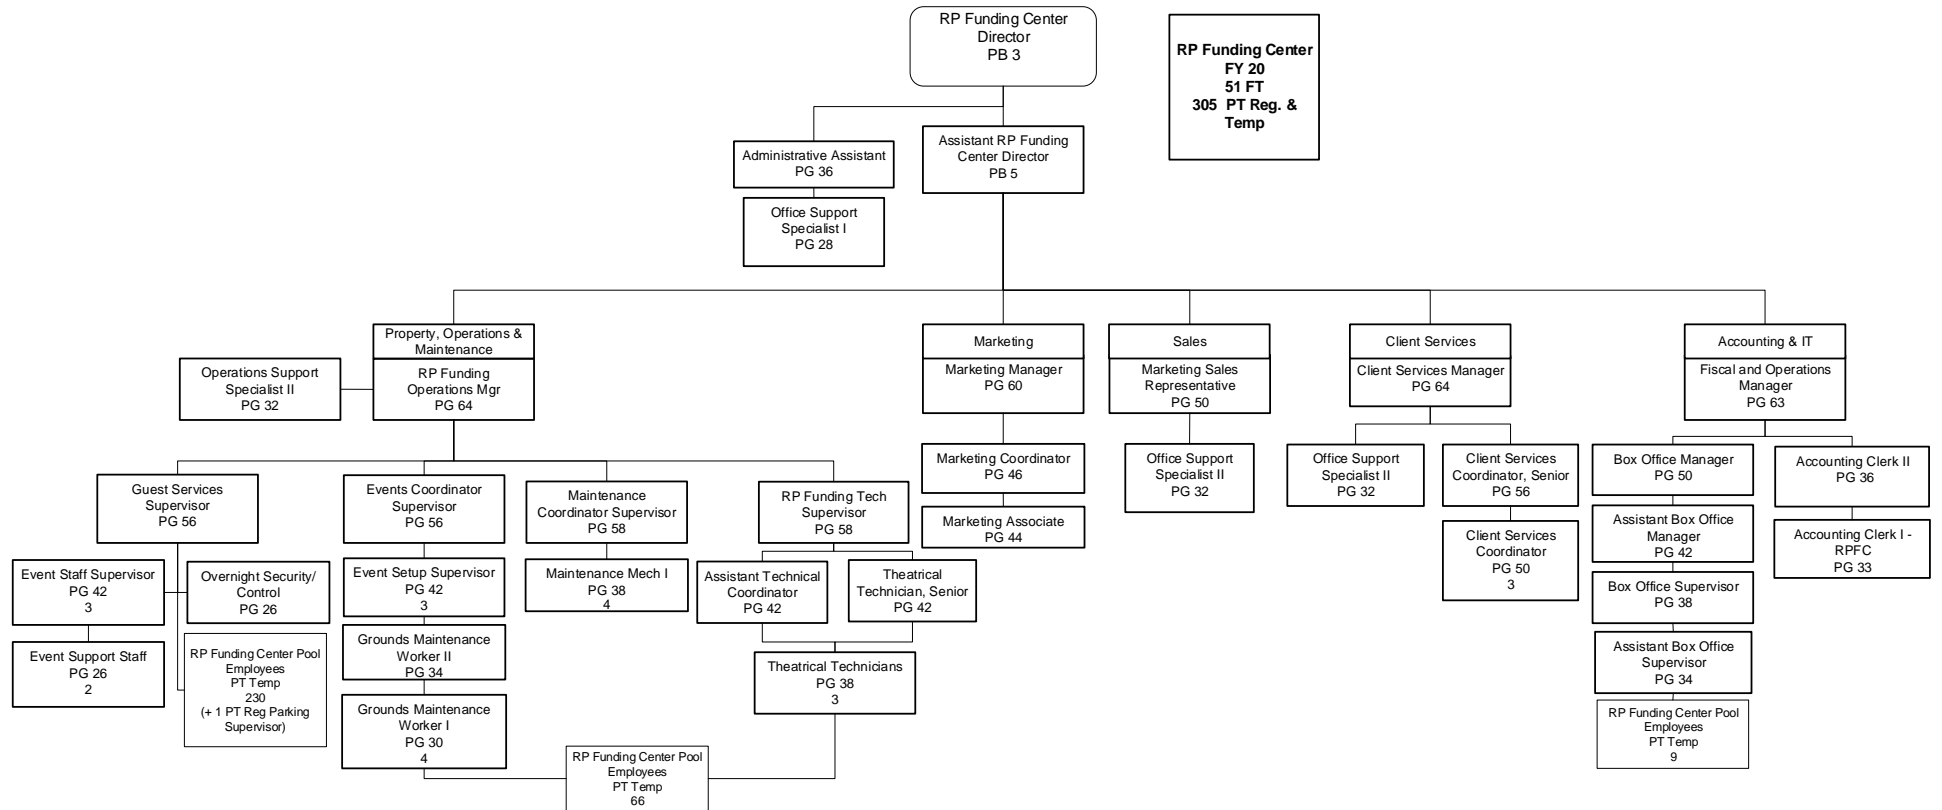 RP Funding Center
Director
PB 3
RP Funding Center
FY 20
51 FT
305 PT Reg. &
Temp
Administrative Assistant
PG 36
Assistant RP Funding
Center Director
PB 5
Office Support
Specialist I
PG 28
Property, Operations &
Maintenance
RP Funding
Operations Mgr
PG 64
Operations Support
Specialist II
PG 32
Marketing
Marketing Manager
PG 60
Sales
Marketing Sales
Representative
PG 50
Client Services
Client Services Manager
PG 64
Accounting & IT
Fiscal and Operations
Manager
PG 63
Guest Services
Supervisor
PG 56
Events Coordinator
Supervisor
PG 56
Maintenance
Coordinator Supervisor
PG 58
RP Funding Tech
Supervisor
PG 58
Marketing Coordinator
PG 46
Marketing Associate
PG 44
Office Support
Specialist II
PG 32
Office Support
Specialist II
PG 32
Client Services
Coordinator, Senior
PG 56
Client Services
Coordinator
PG 50
3
Box Office Manager
PG 50
Accounting Clerk II
PG 36
Assistant Box Office
Manager
PG 42
Accounting Clerk I -
RPFC
PG 33
Box Office Supervisor
PG 38
Assistant Box Office
Supervisor
PG 34
RP Funding Center Pool
Employees
PT Temp
9
Event Staff Supervisor
PG 42
3
Overnight Security/
Control
PG 26
Event Support Staff
PG 26
2
RP Funding Center Pool
Employees
PT Temp
230
(+ 1 PT Reg Parking
Supervisor)
Event Setup Supervisor
PG 42
3
Grounds Maintenance
Worker II
PG 34
Grounds Maintenance
Worker I
PG 30
4
Maintenance Mech I
PG 38
4
Assistant Technical
Coordinator
PG 42
Theatrical
Technician, Senior
PG 42
Theatrical Technicians
PG 38
3
RP Funding Center Pool
Employees
PT Temp
66